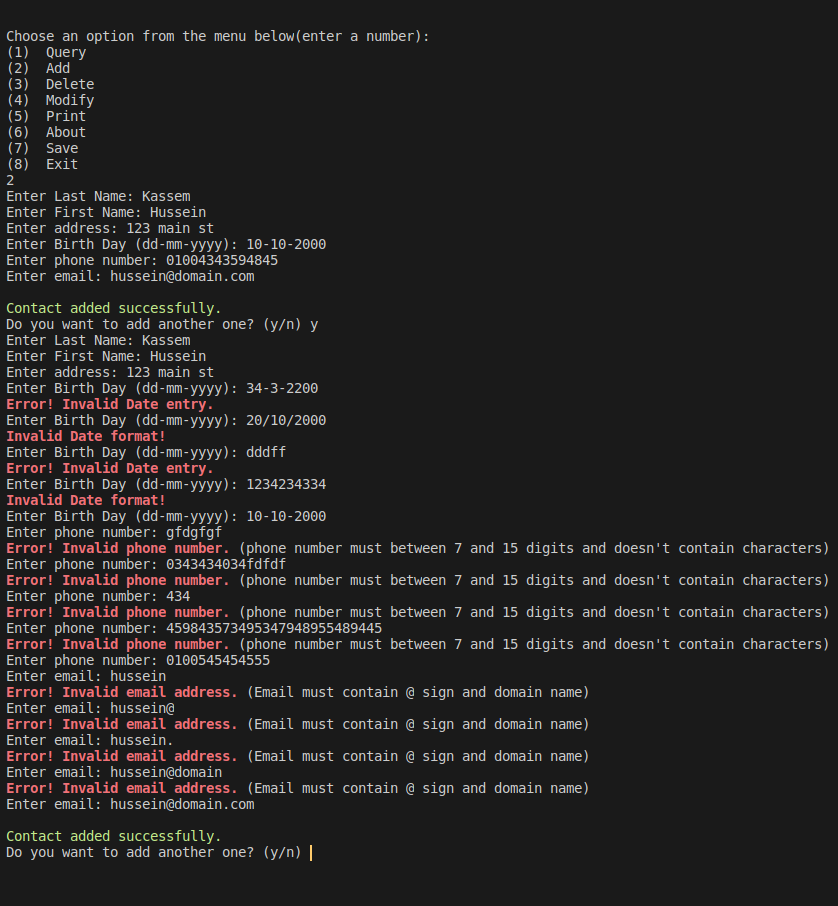 Choose an option from the menu below(enter a number):
(1)  Query
(2)  Add
(3)  Delete
(4)  Modify
(5)  Print
(6)  About
(7)  Save
(8)  Exit
2
Enter Last Name: Kassem
Enter First Name: Hussein
Enter address: 123 main st
Enter Birth Day (dd-mm-yyyy): 10-10-2000
Enter phone number: 01004343594845
Enter email: hussein@domain.com
Contact added successfully.
Do you want to add another one? (y/n) y
Enter Last Name: Kassem
Enter First Name: Hussein
Enter address: 123 main st
Enter Birth Day (dd-mm-yyyy): 34-3-2200
Error! Invalid Date entry.
Enter Birth Day (dd-mm-yyyy): 20/10/2000
Invalid Date format!
Enter Birth Day (dd-mm-yyyy): dddff
Error! Invalid Date entry.
Enter Birth Day (dd-mm-yyyy): 1234234334
Invalid Date format!
Enter Birth Day (dd-mm-yyyy): 10-10-2000
Enter phone number: gfdgfgf
Error! Invalid phone number. (phone number must between 7 and 15 digits and doesn't contain characters)
Enter phone number: 0343434034fdfdf
Error! Invalid phone number. (phone number must between 7 and 15 digits and doesn't contain characters)
Enter phone number: 434
Error! Invalid phone number. (phone number must between 7 and 15 digits and doesn't contain characters)
Enter phone number: 459843573495347948955489445
Error! Invalid phone number. (phone number must between 7 and 15 digits and doesn't contain characters)
Enter phone number: 0100545454555
Enter email: hussein
Error! Invalid email address. (Email must contain @ sign and domain name)
Enter email: hussein@
Error! Invalid email address. (Email must contain @ sign and domain name)
Enter email: hussein.
Error! Invalid email address. (Email must contain @ sign and domain name)
Enter email: hussein@domain
Error! Invalid email address. (Email must contain @ sign and domain name)
Enter email: hussein@domain.com
Contact added successfully.
Do you want to add another one? (y/n)